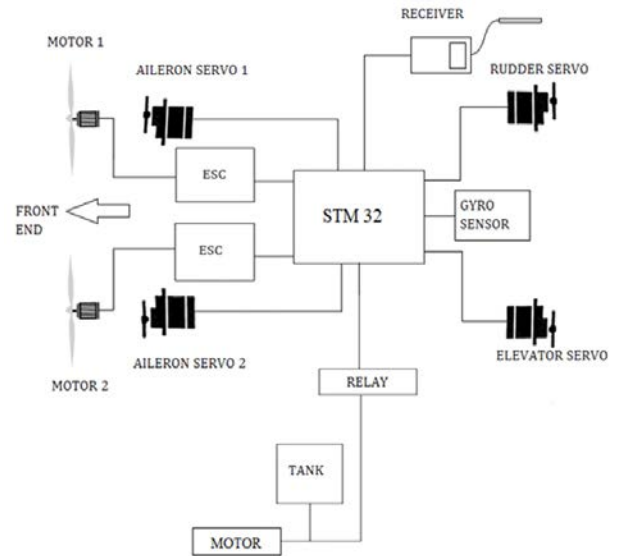 RECEIVER
MOTOR 1
AILERON SERVO 1
RUDDER SERVO
ESC
STM 32
GYRO
SENSOR
FRONT
END
ESC
AILERON SERVO 2
ELEVATOR SERVO
MOTOR 2
RELAY
TANK
MOTOR